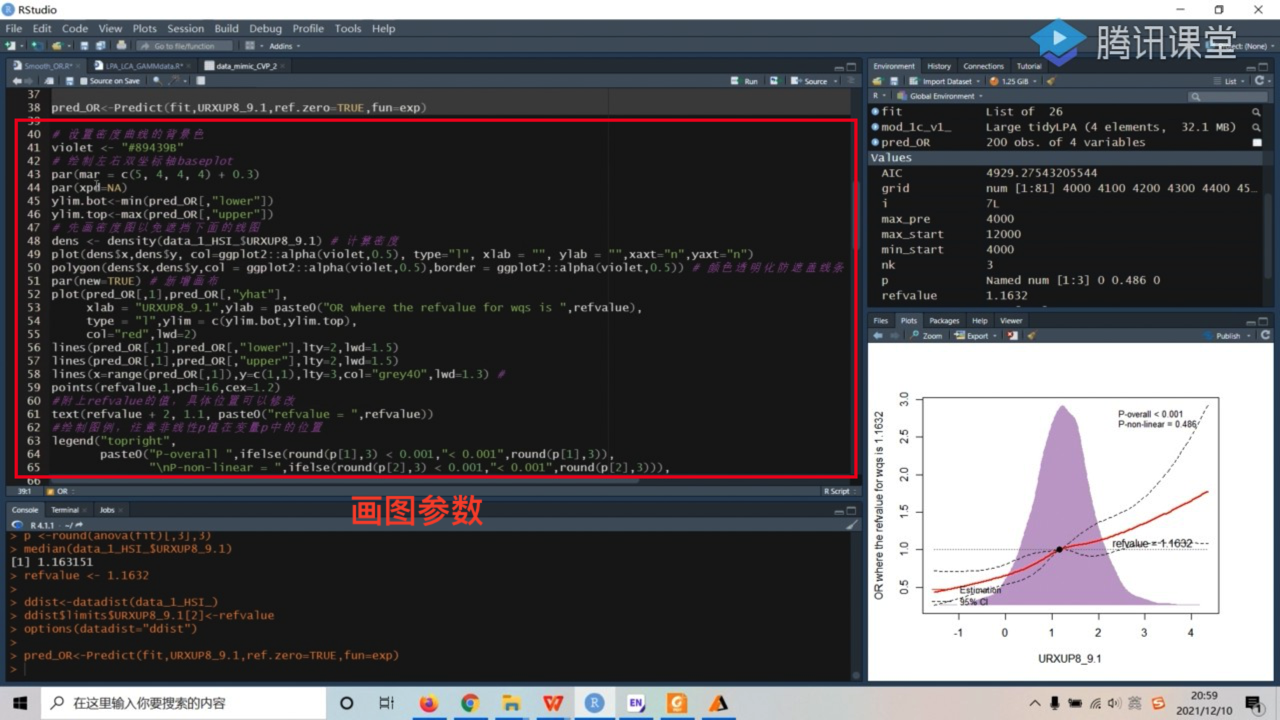 RStudio
File Edit Code View Plots Session Build Debug Profile Tools Help
Go to file/function Addins
腾讯课堂
Project: (None)
Smooth_OR.R* LPA_LCA_GAMMdata.R* data_mimic_CVP_2
Source on Save Run Source
37
38 pred_OR<-Predict(fit,URXUP8_9.1,ref.zero=TRUE,fun=exp)
39
40 # 设置密度曲线的背景色
41 violet <- "#89439B"
42 # 绘制左右双坐标轴baseplot
43 par(mar = c(5, 4, 4, 4) + 0.3)
44 par(xpd=NA)
45 ylim.bot<-min(pred_OR[,"lower"])
46 ylim.top<-max(pred_OR[,"upper"])
47 # 先画密度图以免遮挡下面的线图
48 dens <- density(data_1_HSI_$URXUP8_9.1) # 计算密度
49 plot(dens$x,dens$y, col=ggplot2::alpha(violet,0.5), type="l", xlab = "", ylab = "",xaxt="n",yaxt="n")
50 polygon(dens$x,dens$y,col = ggplot2::alpha(violet,0.5),border = ggplot2::alpha(violet,0.5)) # 颜色透明化防遮盖线条
51 par(new=TRUE) # 新增画布
52 plot(pred_OR[,1],pred_OR[,"yhat"],
53 xlab = "URXUP8_9.1",ylab = paste0("OR where the refvalue for wqs is ",refvalue),
54 type = "l",ylim = c(ylim.bot,ylim.top),
55 col="red",lwd=2)
56 lines(pred_OR[,1],pred_OR[,"lower"],lty=2,lwd=1.5)
57 lines(pred_OR[,1],pred_OR[,"upper"],lty=2,lwd=1.5)
58 lines(x=range(pred_OR[,1]),y=c(1,1),lty=3,col="grey40",lwd=1.3) #
59 points(refvalue,1,pch=16,cex=1.2)
60 #附上refvalue的值, 具体位置可以修改
61 text(refvalue + 2, 1.1, paste0("refvalue = ",refvalue))
62 #绘制图例, 注意非线性p值在变量p中的位置
63 legend("topright",
64 paste0("P-overall ",ifelse(round(p[1],3) < 0.001,"< 0.001",round(p[1],3)),
65 "\nP-non-linear = ",ifelse(round(p[2],3) < 0.001,"< 0.001",round(p[2],3))),
66
39:1 OR R Script
画图参数
Console Terminal Jobs
R 4.1.1 · ~/
> p <-round(anova(fit)[,3],3)
> median(data_1_HSI_$URXUP8_9.1)
[1] 1.163151
> refvalue <- 1.1632
>
> ddist<-datadist(data_1_HSI_)
> ddist$limits$URXUP8_9.1[2]<-refvalue
> options(datadist="ddist")
>
> pred_OR<-Predict(fit,URXUP8_9.1,ref.zero=TRUE,fun=exp)
>
Environment History Connections Tutorial
Import Dataset 1.25 GiB List
R Global Environment
fit List of 26
mod_1c_v1_ Large tidyLPA (4 elements, 32.1 MB)
pred_OR 200 obs. of 4 variables
Values
AIC 4929.27543205544
grid num [1:81] 4000 4100 4200 4300 4400 45...
i 7L
max_pre 4000
max_start 12000
min_start 4000
nk 3
p Named num [1:3] 0 0.486 0
refvalue 1.1632
Files Plots Packages Help Viewer
Zoom Export Publish
OR where the refvalue for wqs is 1.1632
3.0
2.5
2.0
1.5
1.0
0.5
P-overall < 0.001
P-non-linear = 0.486
refvalue = 1.1632
Estimation
95% CI
-1 0 1 2 3 4
URXUP8_9.1
在这里输入你要搜索的内容
EN
英
20:59
2021/12/10
1